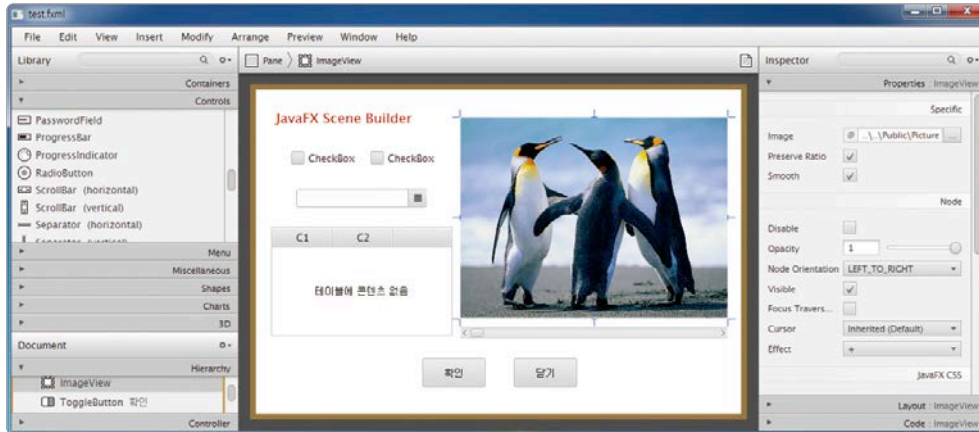 test.fxml
File Edit View Insert Modify Arrange Preview Window Help
Library
Containers
Controls
PasswordField
ProgressBar
ProgressIndicator
RadioButton
ScrollBar (horizontal)
ScrollBar (vertical)
Separator (horizontal)
Separator (vertical)
Menu
Miscellaneous
Shapes
Charts
3D
Document
Hierarchy
ImageView
ToggleButton 확인
Controller
Pane ImageView
JavaFX Scene Builder
CheckBox CheckBox
C1 C2
테이블에 콘텐츠 없음
확인 닫기
Inspector
Properties : ImageView
Specific
Image @ ..\..\Public\Picture ...
Preserve Ratio
Smooth
Node
Disable
Opacity 1
Node Orientation LEFT_TO_RIGHT
Visible
Focus Travers...
Cursor Inherited (Default)
Effect +
JavaFX CSS
Layout : ImageView
Code : ImageView